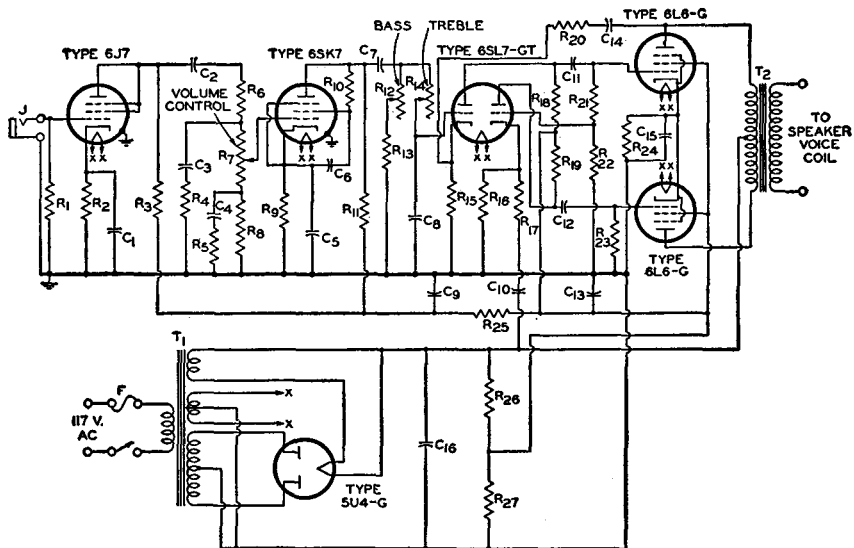 TYPE 6L6-G
BASS
TREBLE
TYPE 6J7
TYPE 6SK7
TYPE 6SL7-GT
R20
C14
C2
C7
C11
T2
R6
R10
R12
R14
R18
R21
VOLUME
CONTROL
J
R7
C15
R24
TO
SPEAKER
VOICE
COIL
X X
X X
X X
X X
X X
C3
C6
R13
R19
R22
R1
R2
R3
R4
C4
R9
R11
R15
R16
R17
C12
R5
R8
C1
C5
C8
R23
TYPE
6L6-G
C9
C10
C13
R25
T1
F
X
R26
117 V.
AC
X
C16
TYPE
5U4-G
R27